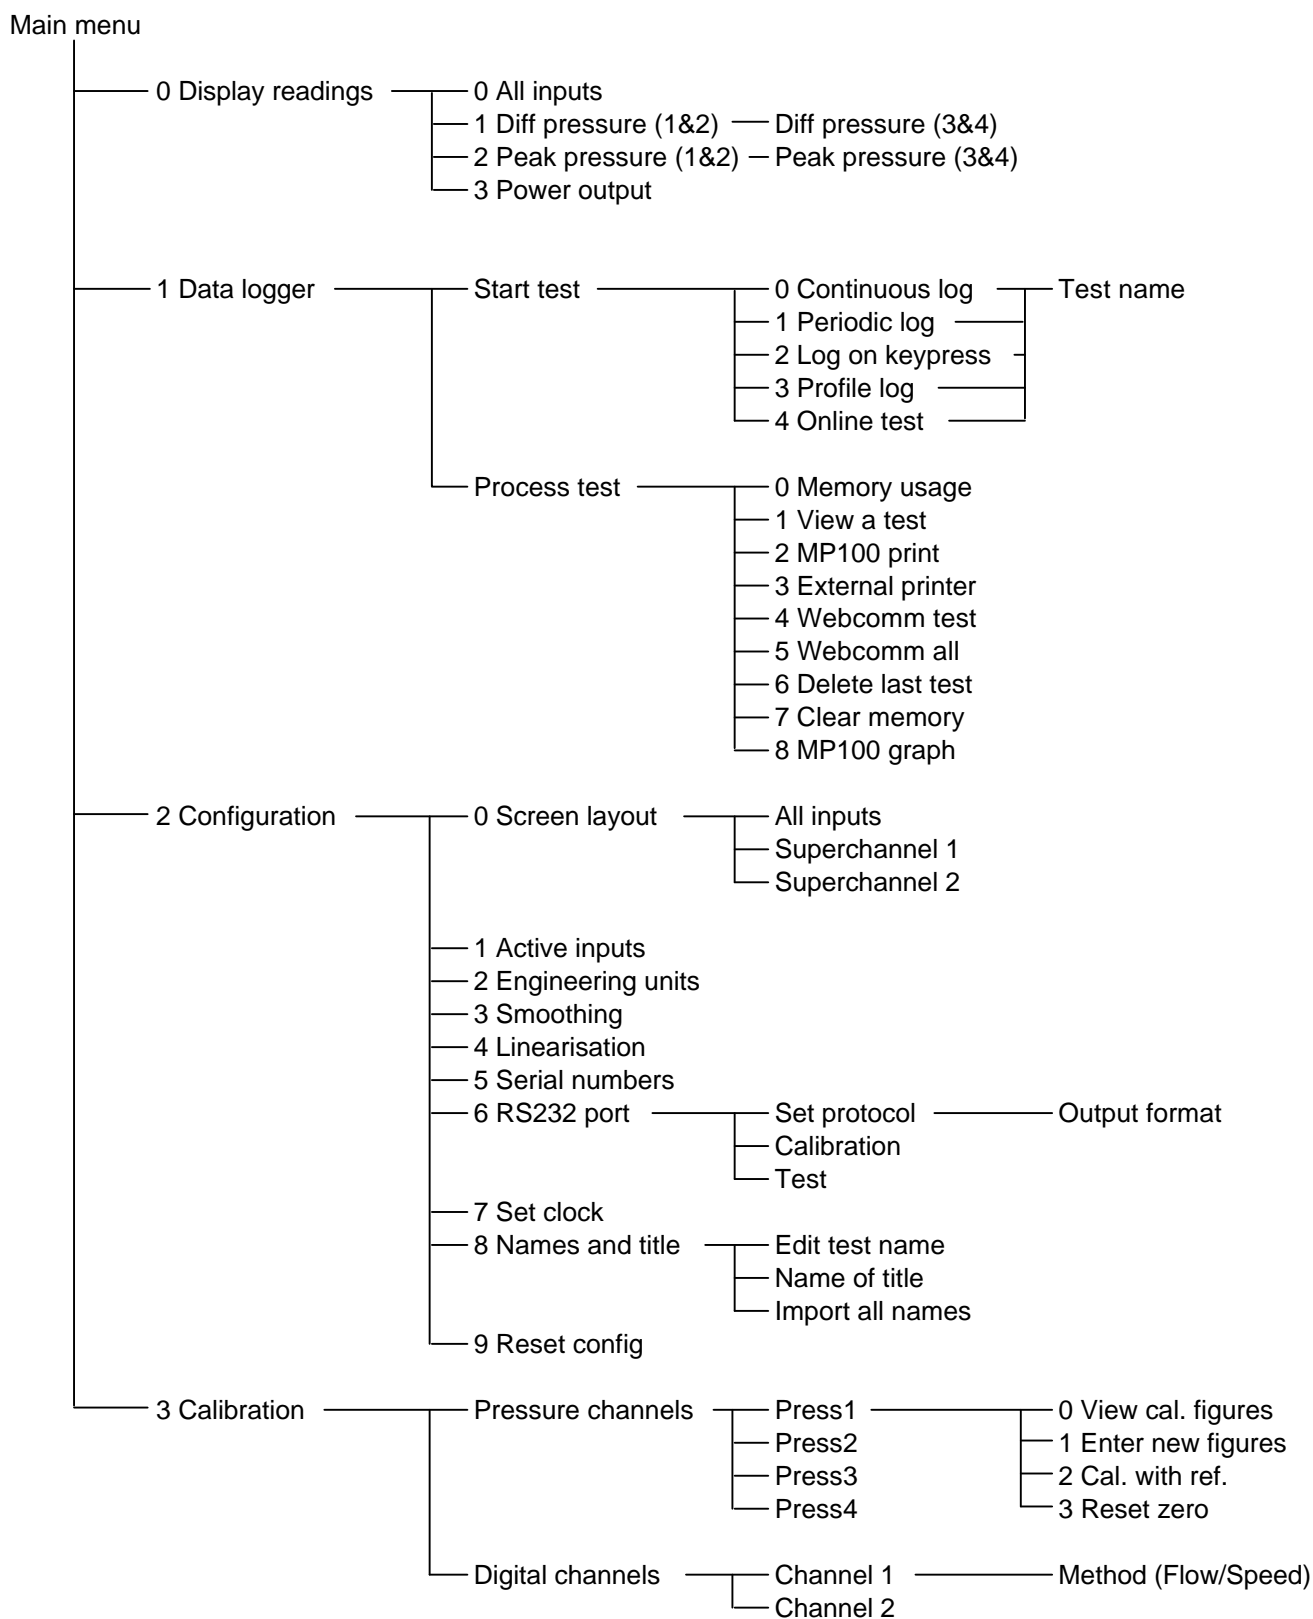 Main menu
0 Display readings
0 All inputs
1 Diff pressure (1&2)
Diff pressure (3&4)
2 Peak pressure (1&2)
Peak pressure (3&4)
3 Power output
1 Data logger
Start test
0 Continuous log
Test name
1 Periodic log
2 Log on keypress
3 Profile log
4 Online test
Process test
0 Memory usage
1 View a test
2 MP100 print
3 External printer
4 Webcomm test
5 Webcomm all
6 Delete last test
7 Clear memory
8 MP100 graph
2 Configuration
0 Screen layout
All inputs
Superchannel 1
Superchannel 2
1 Active inputs
2 Engineering units
3 Smoothing
4 Linearisation
5 Serial numbers
6 RS232 port
Set protocol
Output format
Calibration
Test
7 Set clock
8 Names and title
Edit test name
Name of title
Import all names
9 Reset config
3 Calibration
Pressure channels
Press1
0 View cal. figures
Press2
1 Enter new figures
Press3
2 Cal. with ref.
Press4
3 Reset zero
Digital channels
Channel 1
Method (Flow/Speed)
Channel 2